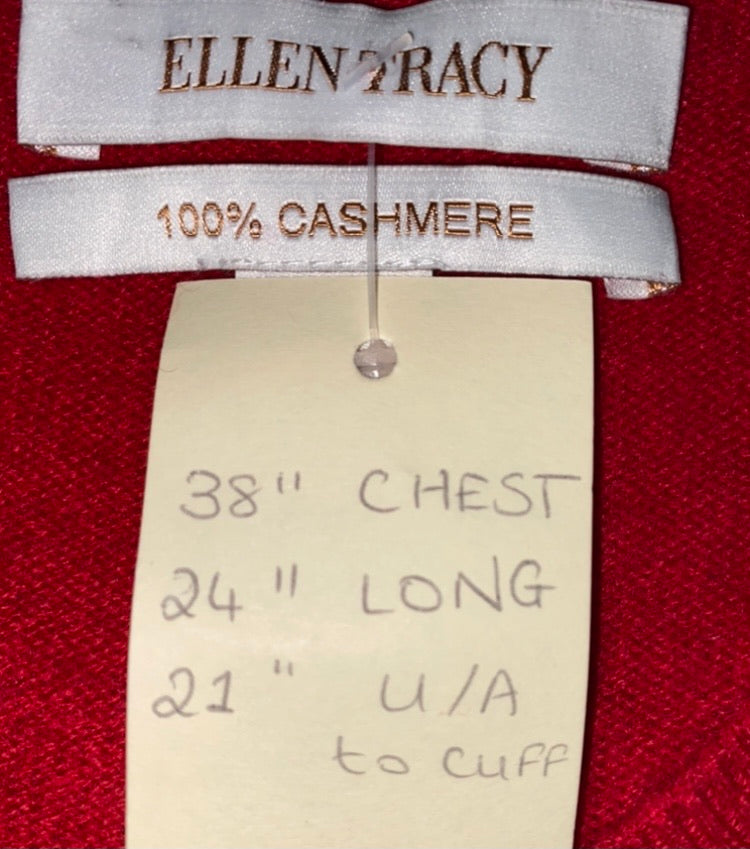 ELLEN TRACY
100% CASHMERE
38" CHEST
24" LONG
21" U/A
to CUFF